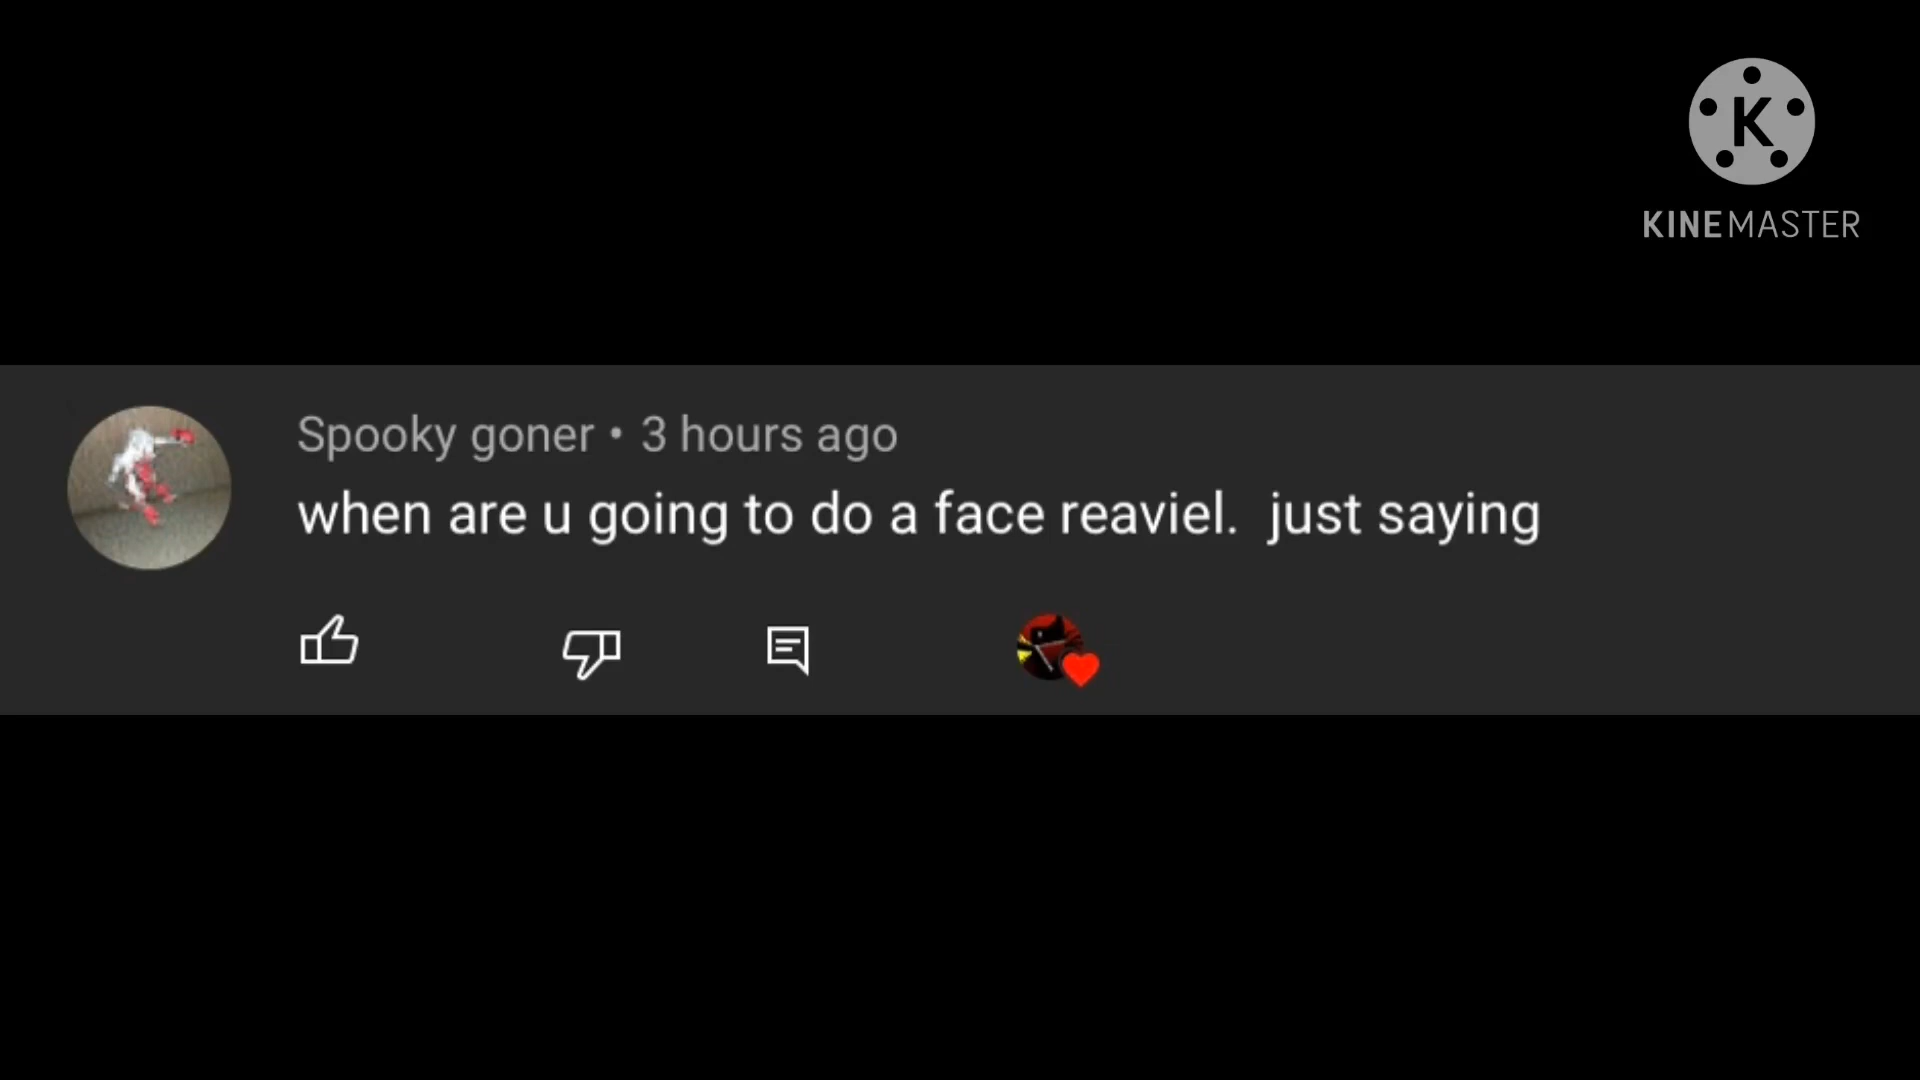 K
KINEMASTER
Spooky goner • 3 hours ago
when are u going to do a face reaviel.  just saying